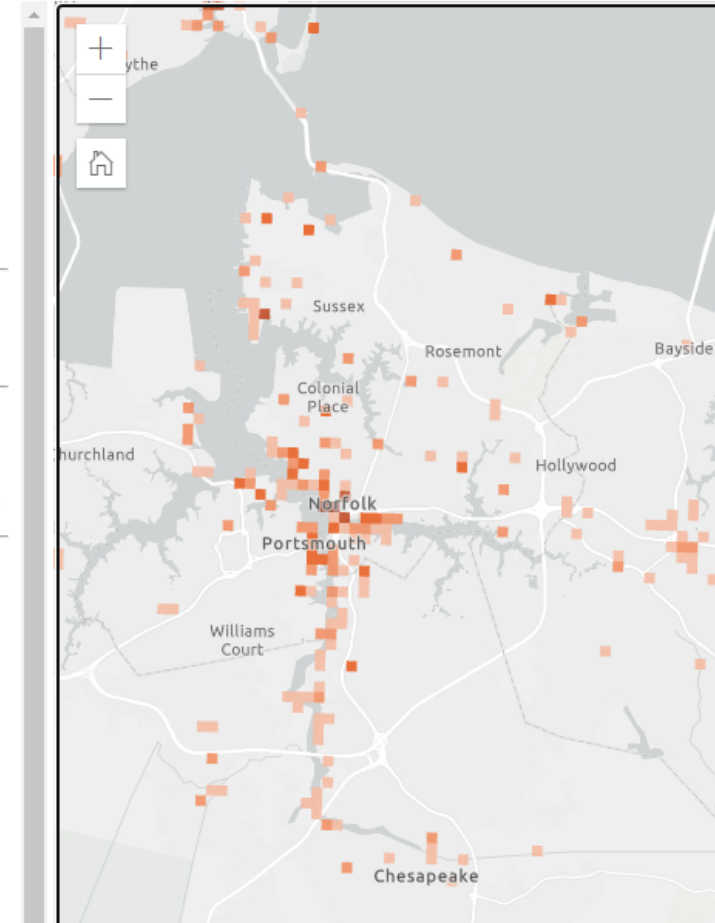 ythe
Sussex
Rosemont
Bayside
Colonial
Place
hurchland
Hollywood
Norfolk
Portsmouth
Williams
Court
Chesapeake